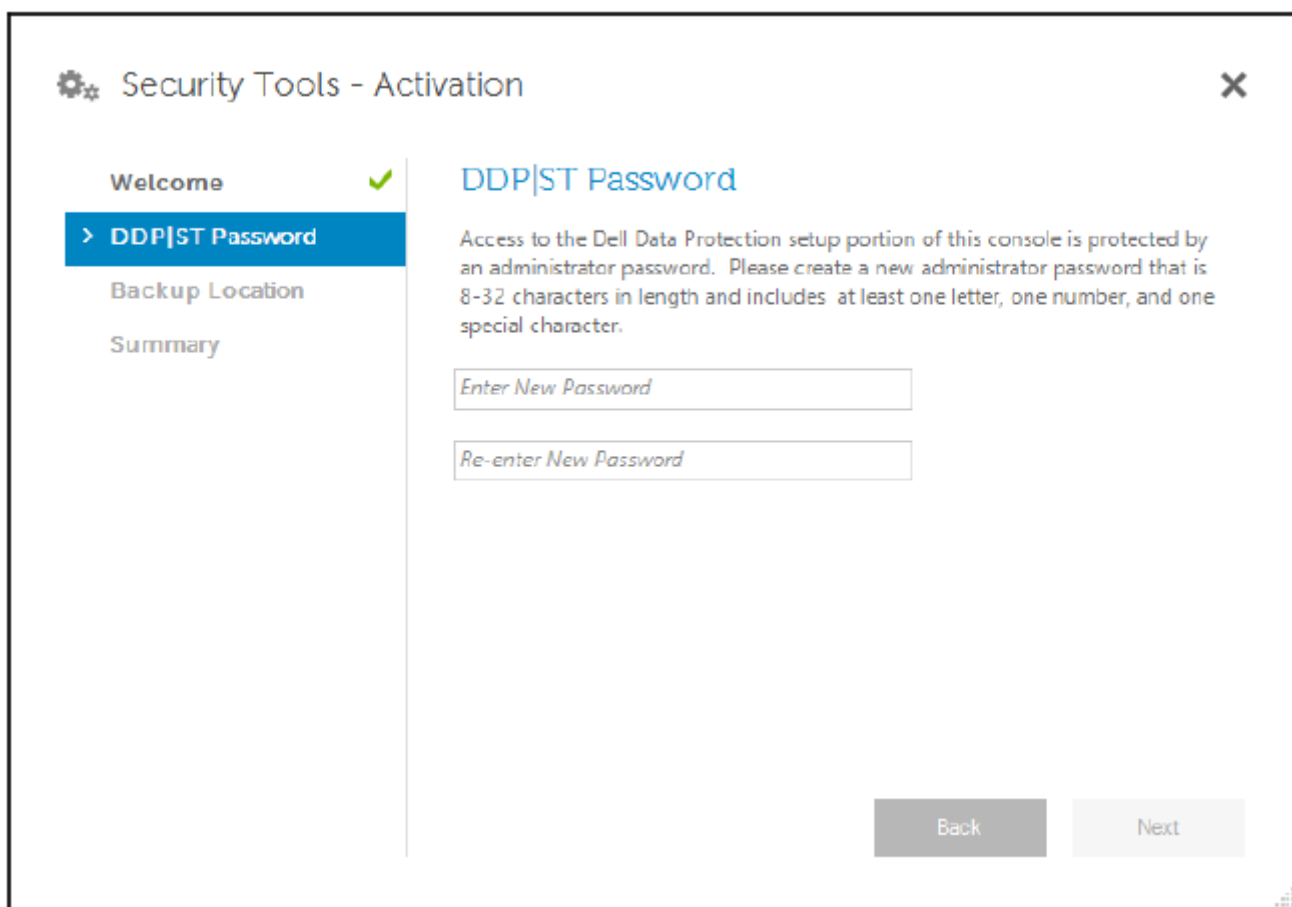 Security Tools - Activation
Welcome
DDP|ST Password
Backup Location
Summary
DDP|ST Password
Access to the Dell Data Protection setup portion of this console is protected by
an administrator password.  Please create a new administrator password that is
8-32 characters in length and includes  at least one letter, one number, and one
special character.
Enter New Password
Re-enter New Password
Back
Next